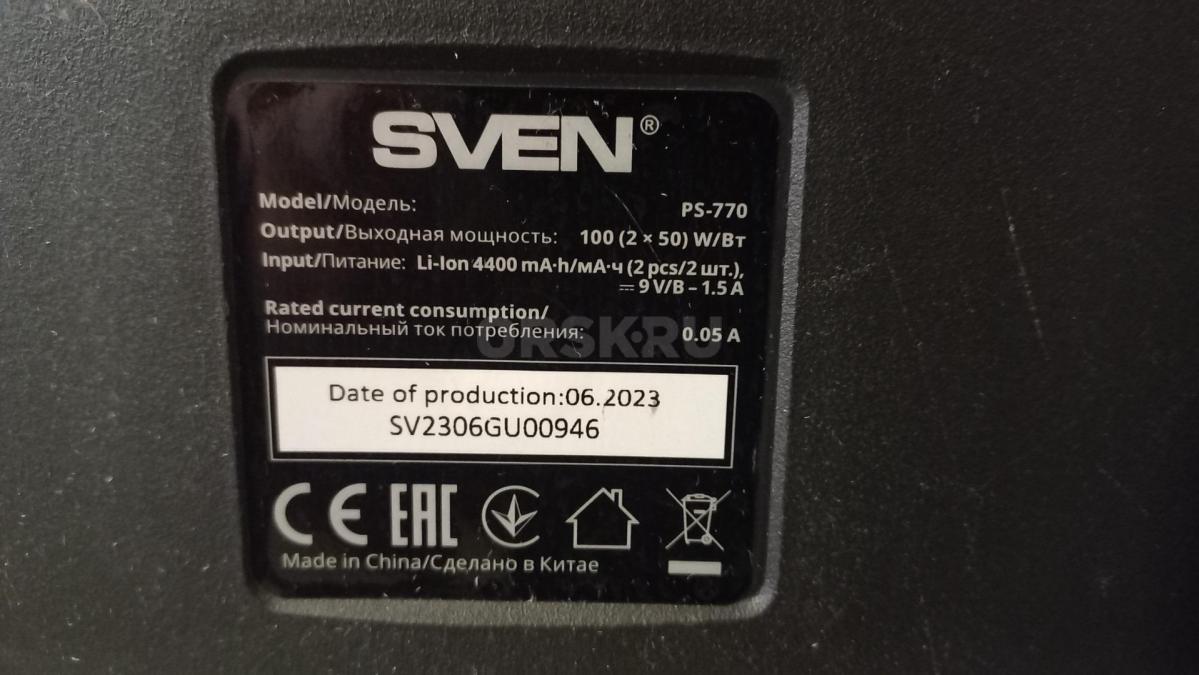 SVEN®
Model/Модель: PS-770
Output/Выходная мощность: 100 (2 × 50) W/Вт
Input/Питание: Li-Ion 4400 mA·h/мА·ч (2 pcs/2 шт.),
⎓ 9 V/В – 1.5 A
Rated current consumption/
Номинальный ток потребления: 0.05 A
URSK.RU
Date of production:06.2023
SV2306GU00946
CE EAC
Made in China/Сделано в Китае